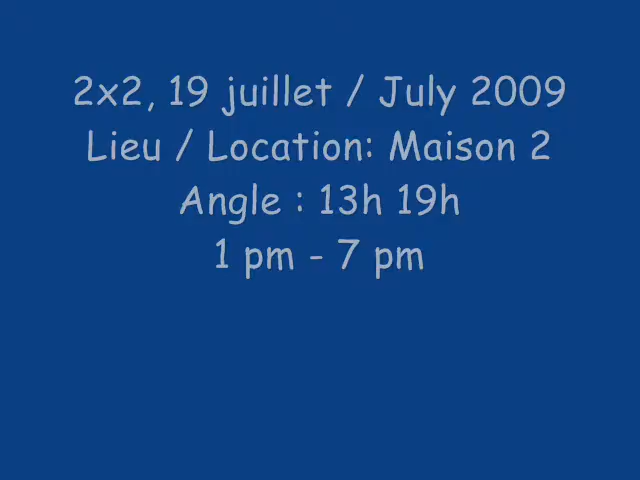 2x2, 19 juillet / July 2009
Lieu / Location: Maison 2
Angle : 13h 19h
1 pm - 7 pm